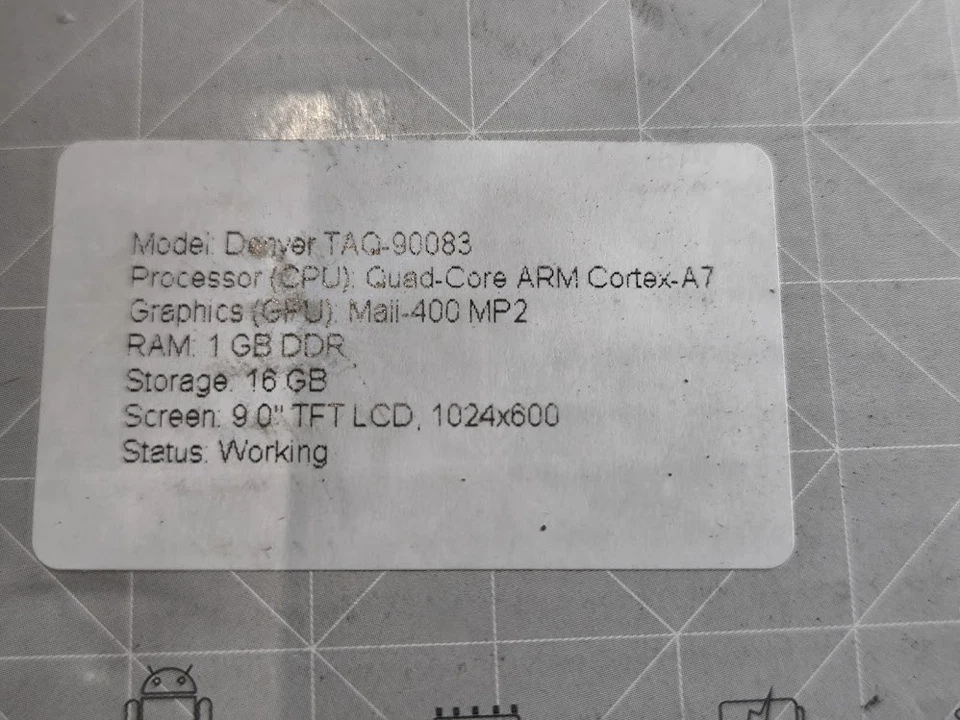 Model: Denver TAQ-90083
Processor (CPU): Quad-Core ARM Cortex-A7
Graphics (GPU): Mali-400 MP2
RAM: 1 GB DDR
Storage: 16 GB
Screen: 9.0" TFT LCD, 1024x600
Status: Working